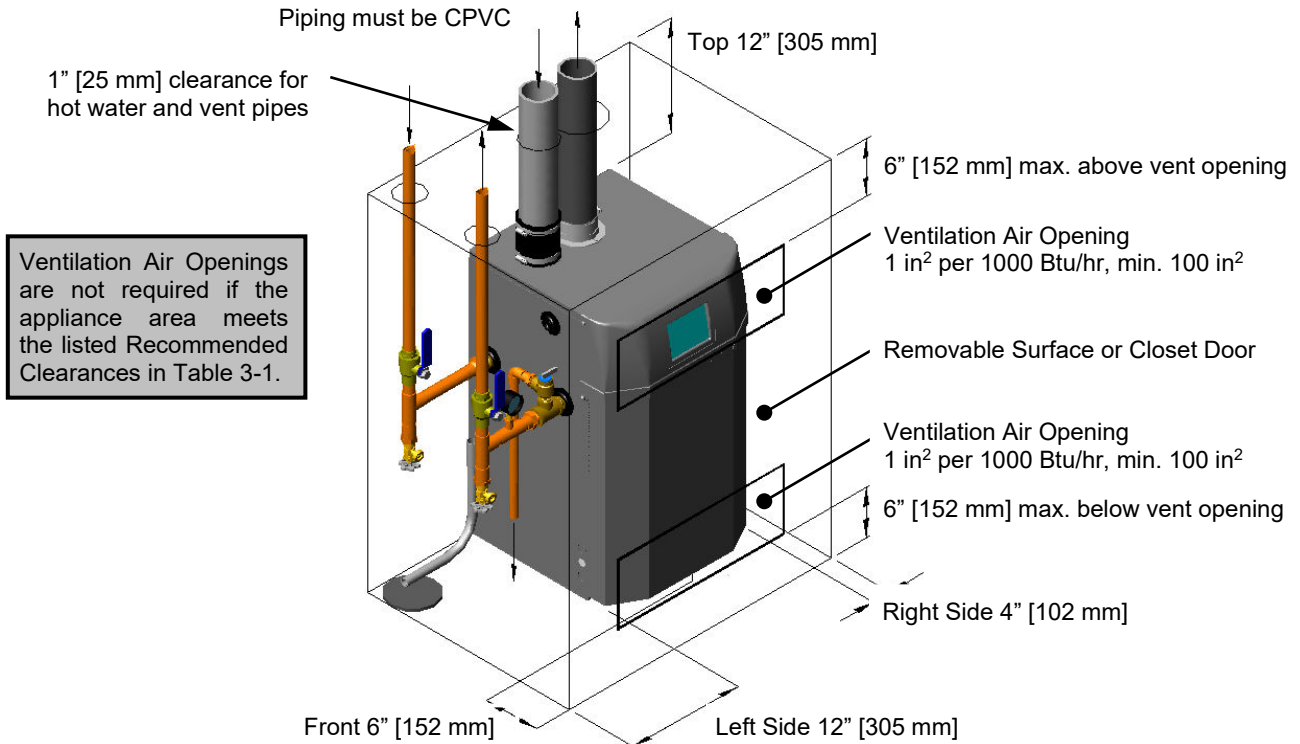 Piping must be CPVC
Top 12” [305 mm]
1” [25 mm] clearance for
hot water and vent pipes
6” [152 mm] max. above vent opening
Ventilation Air Opening
1 in² per 1000 Btu/hr, min. 100 in²
Ventilation Air Openings
are not required if the
appliance area meets
the listed Recommended
Clearances in Table 3-1.
Removable Surface or Closet Door
Ventilation Air Opening
1 in² per 1000 Btu/hr, min. 100 in²
6” [152 mm] max. below vent opening
Right Side 4” [102 mm]
Front 6” [152 mm]
Left Side 12” [305 mm]